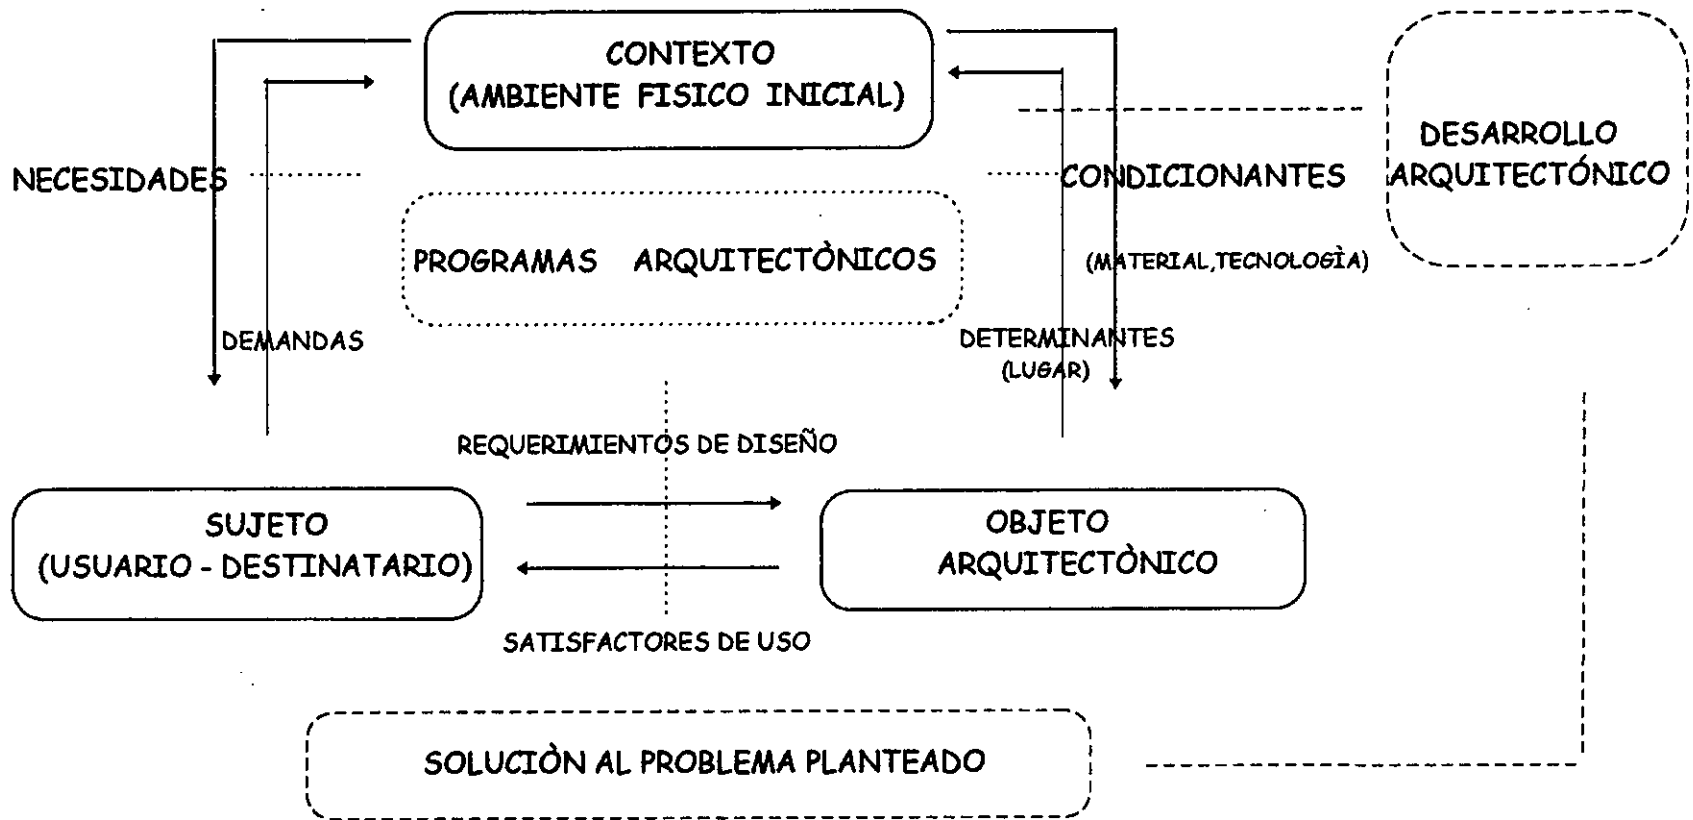 CONTEXTO
(AMBIENTE FISICO INICIAL)
DESARROLLO
ARQUITECTÓNICO
NECESIDADES
CONDICIONANTES
PROGRAMAS ARQUITECTÒNICOS
(MATERIAL,TECNOLOGÌA)
DEMANDAS
DETERMINANTES
(LUGAR)
REQUERIMIENTOS DE DISEÑO
SUJETO
(USUARIO - DESTINATARIO)
OBJETO
ARQUITECTÒNICO
SATISFACTORES DE USO
SOLUCIÒN AL PROBLEMA PLANTEADO